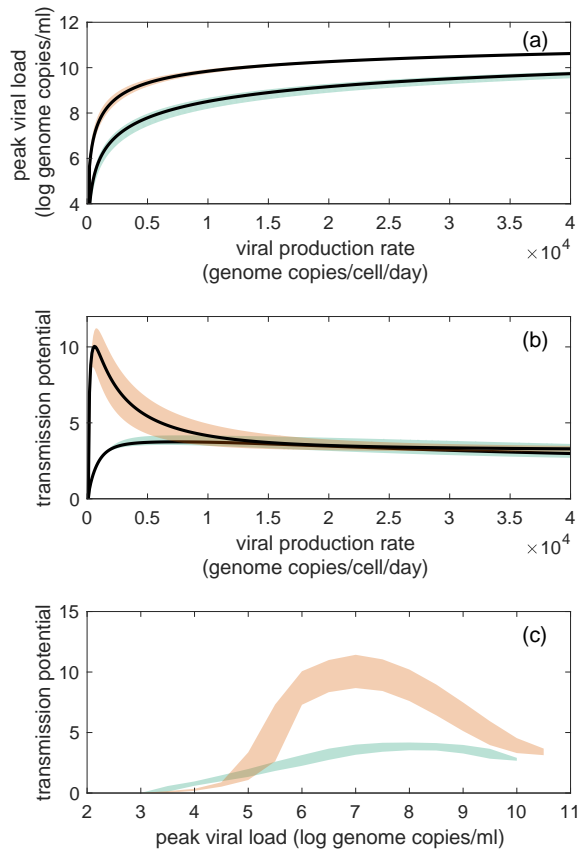 (a)
12
10
8
6
4
peak viral load
(log genome copies/ml)
0 0.5 1 1.5 2 2.5 3 3.5 4
viral production rate
×10⁴
(genome copies/cell/day)
(b)
10
5
0
transmission potential
0 0.5 1 1.5 2 2.5 3 3.5 4
viral production rate
×10⁴
(genome copies/cell/day)
(c)
15
10
5
0
transmission potential
2 3 4 5 6 7 8 9 10 11
peak viral load (log genome copies/ml)